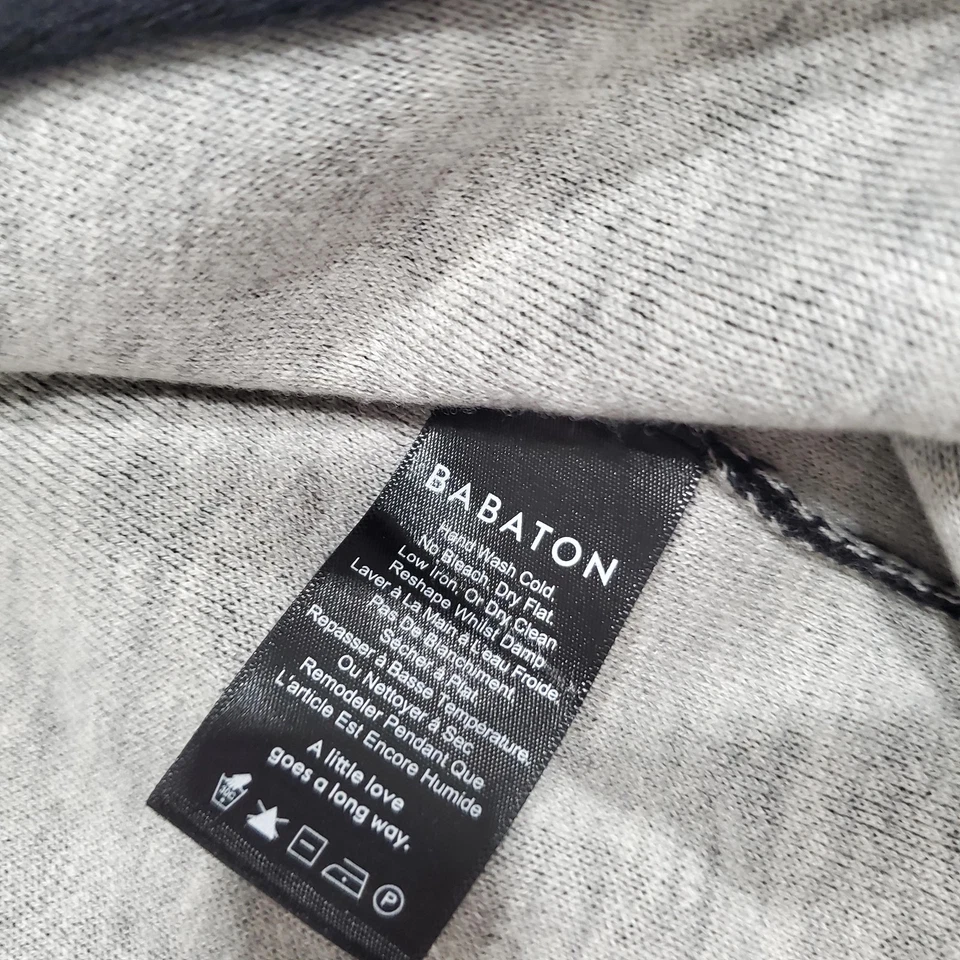 BABATON
Hand Wash Cold.
No Bleach. Dry Flat.
Low Iron. Or Dry Clean
Reshape Whilst Damp.
Laver à La Main à L'eau Froide.
Pas De Blanchiment.
Sécher à Plat.
Repasser à Basse Température.
Ou Nettoyer à Sec.
Remodeler Pendant Que
L'article Est Encore Humide
A little love
goes a long way.
P